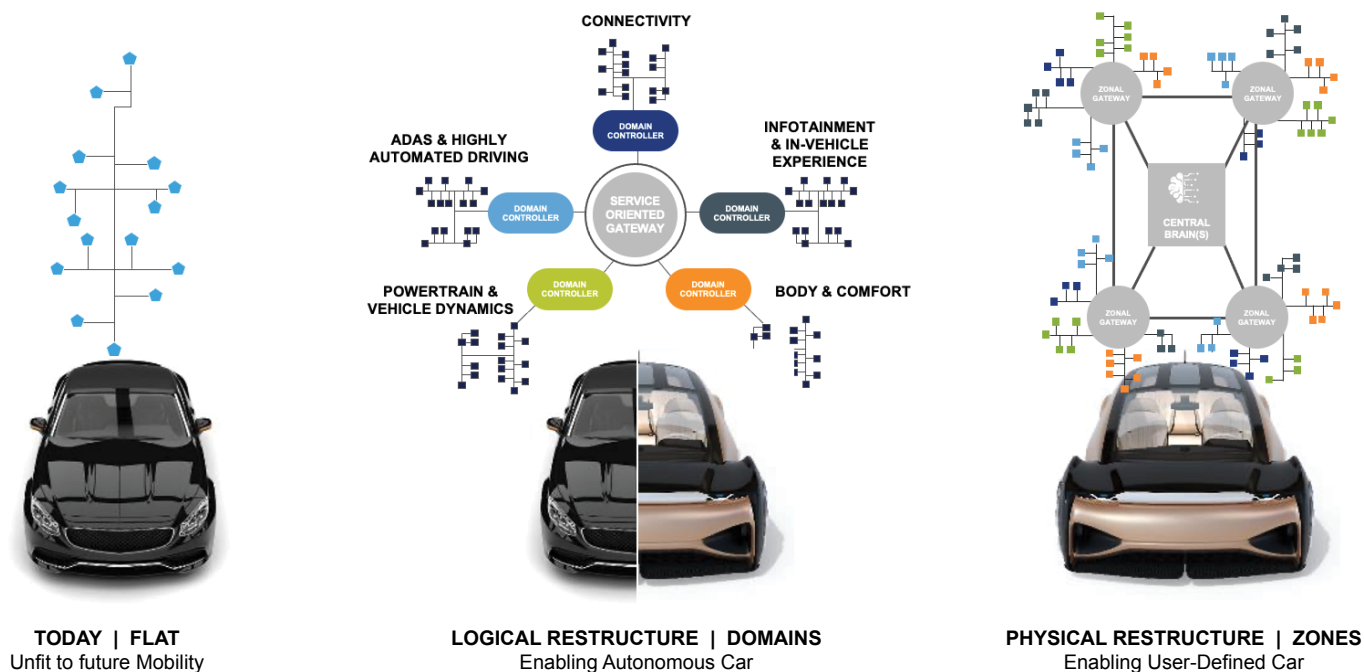 CONNECTIVITY
DOMAIN
CONTROLLER
ADAS & HIGHLY
AUTOMATED DRIVING
DOMAIN
CONTROLLER
SERVICE
ORIENTED
GATEWAY
INFOTAINMENT
& IN-VEHICLE
EXPERIENCE
DOMAIN
CONTROLLER
POWERTRAIN &
VEHICLE DYNAMICS
DOMAIN
CONTROLLER
DOMAIN
CONTROLLER
BODY & COMFORT
ZONAL
GATEWAY
ZONAL
GATEWAY
CENTRAL
BRAIN(S)
ZONAL
GATEWAY
ZONAL
GATEWAY
TODAY | FLAT
Unfit to future Mobility
LOGICAL RESTRUCTURE | DOMAINS
Enabling Autonomous Car
PHYSICAL RESTRUCTURE | ZONES
Enabling User-Defined Car